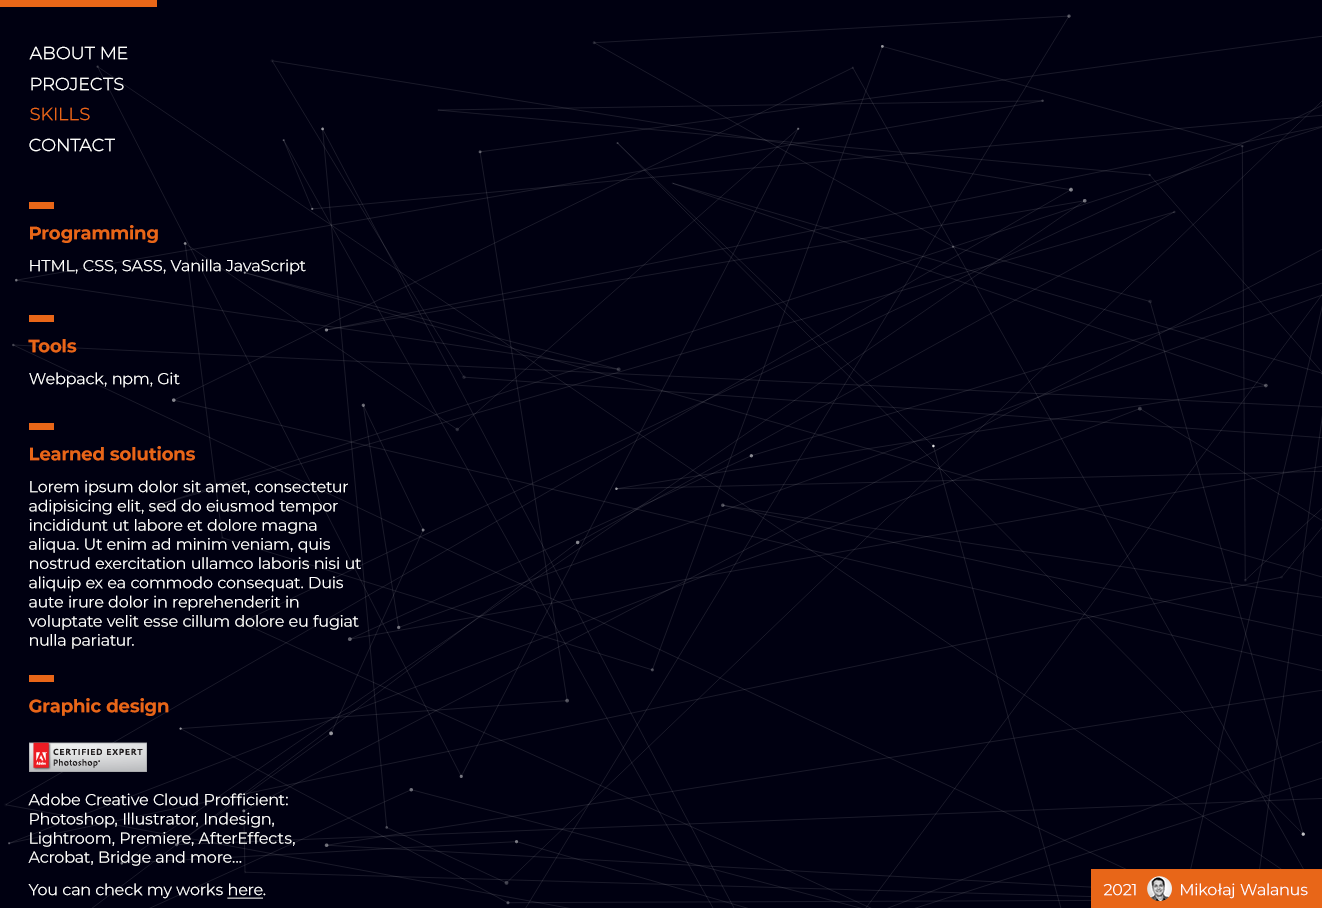 ABOUT ME
PROJECTS
SKILLS
CONTACT
Programming
HTML, CSS, SASS, Vanilla JavaScript
Tools
Webpack, npm, Git
Learned solutions
Lorem ipsum dolor sit amet, consectetur
adipisicing elit, sed do eiusmod tempor
incididunt ut labore et dolore magna
aliqua. Ut enim ad minim veniam, quis
nostrud exercitation ullamco laboris nisi ut
aliquip ex ea commodo consequat. Duis
aute irure dolor in reprehenderit in
voluptate velit esse cillum dolore eu fugiat
nulla pariatur.
Graphic design
Adobe
CERTIFIED EXPERT
Photoshop®
Adobe Creative Cloud Profficient:
Photoshop, Illustrator, Indesign,
Lightroom, Premiere, AfterEffects,
Acrobat, Bridge and more...
You can check my works here.
2021 Mikołaj Walanus